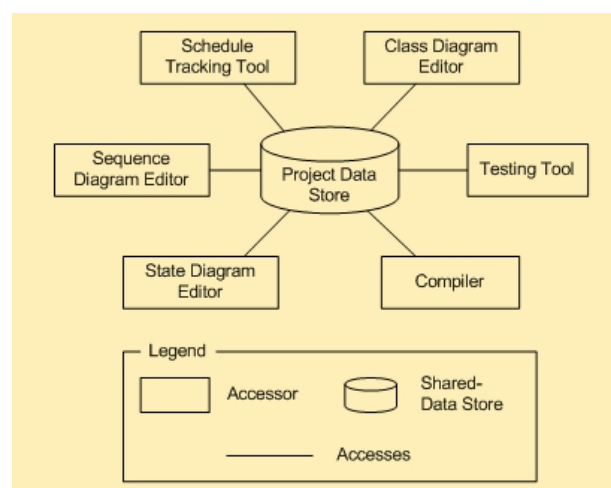 Schedule
Tracking Tool
Class Diagram
Editor
Sequence
Diagram Editor
Project Data
Store
Testing Tool
State Diagram
Editor
Compiler
Legend
Accessor
Shared-
Data Store
Accesses